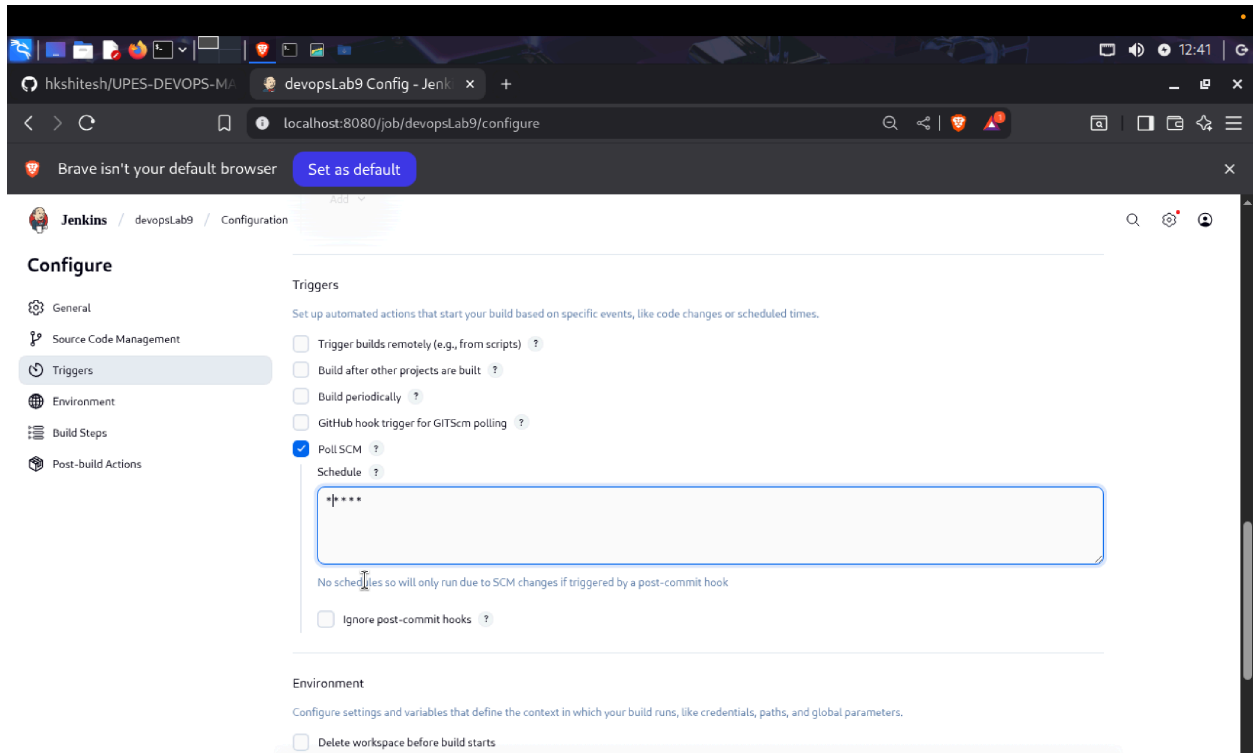 12:41
hkshitesh/UPES-DEVOPS-MA
devopsLab9 Config - Jenk
localhost:8080/job/devopsLab9/configure
Brave isn't your default browser
Set as default
Add
Jenkins / devopsLab9 / Configuration
Configure
General
Source Code Management
Triggers
Environment
Build Steps
Post-build Actions
Triggers
Set up automated actions that start your build based on specific events, like code changes or scheduled times.
Trigger builds remotely (e.g., from scripts) ?
Build after other projects are built ?
Build periodically ?
GitHub hook trigger for GITScm polling ?
Poll SCM ?
Schedule ?
* * * * *
No schedules so will only run due to SCM changes if triggered by a post-commit hook
Ignore post-commit hooks ?
Environment
Configure settings and variables that define the context in which your build runs, like credentials, paths, and global parameters.
Delete workspace before build starts